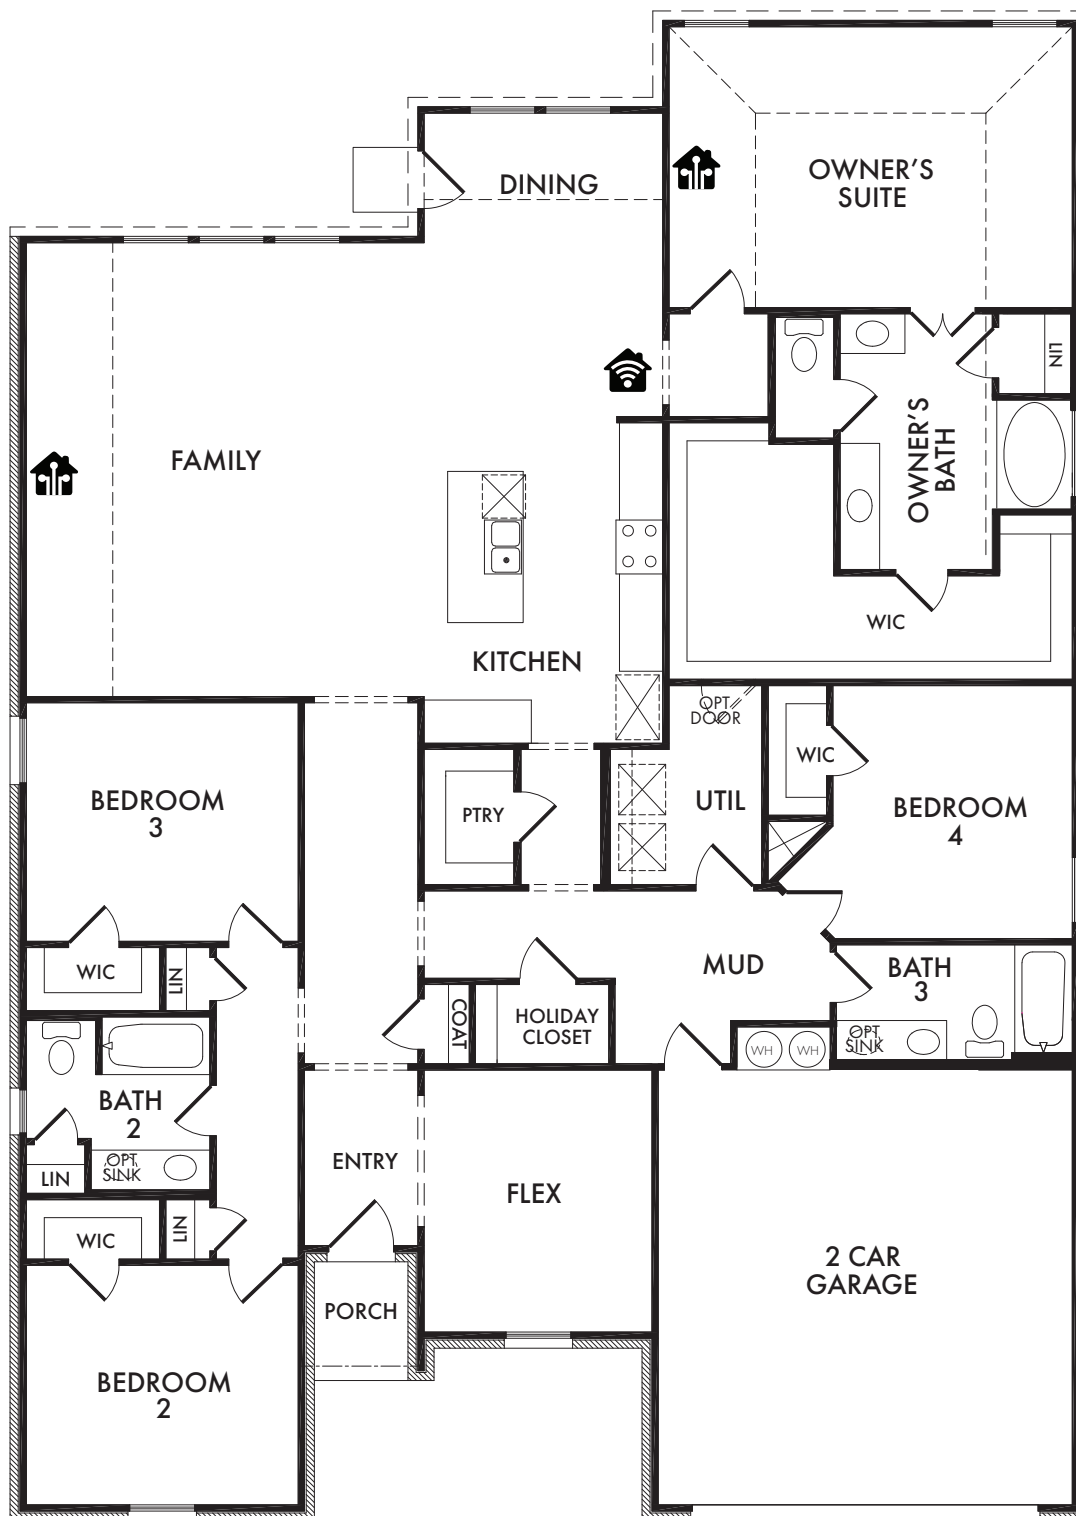 OWNER'S
SUITE
DINING
LIN
OWNER'S
BATH
FAMILY
WIC
KITCHEN
OPT
DOOR
WIC
BEDROOM
3
PTRY
UTIL
BEDROOM
4
WIC
LIN
MUD
BATH
3
COAT
HOLIDAY
CLOSET
OPT
SINK
WH
WH
BATH
2
OPT
SINK
LIN
ENTRY
FLEX
WIC
LIN
2 CAR
GARAGE
PORCH
BEDROOM
2